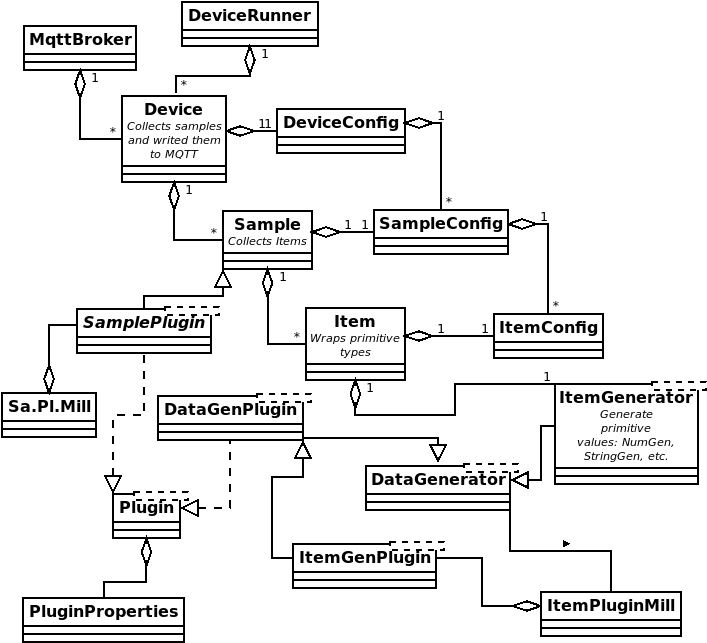 DeviceRunner
MqttBroker
1
1
*
Device
Collects samples
and writed them
to MQTT
*
11
DeviceConfig
1
1
*
*
Sample
Collects Items
1 1
SampleConfig
1
1
*
SamplePlugin
*
Item
Wraps primitive
types
1
1
ItemConfig
1
1
Sa.Pl.Mill
DataGenPlugin
ItemGenerator
Generate
primitive
values: NumGen,
StringGen, etc.
DataGenerator
Plugin
ItemGenPlugin
PluginProperties
ItemPluginMill